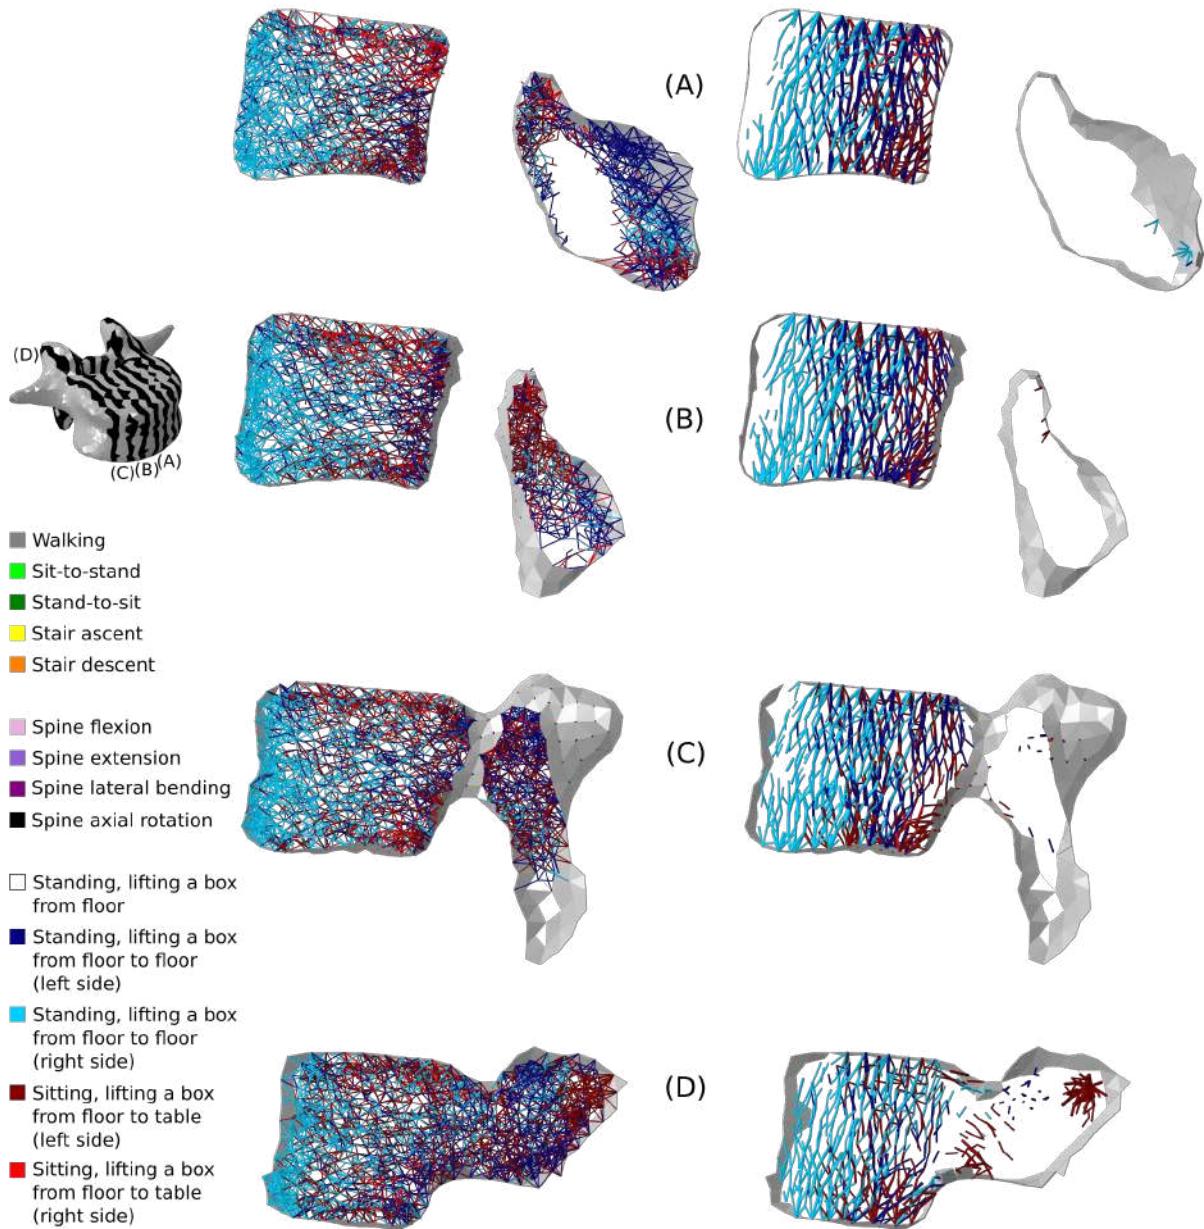 (A)
(D)
(B)
(C)(B)(A)
Walking
Sit-to-stand
Stand-to-sit
Stair ascent
Stair descent
Spine flexion
Spine extension
(C)
Spine lateral bending
Spine axial rotation
Standing, lifting a box
from floor
Standing, lifting a box
from floor to floor
(left side)
Standing, lifting a box
from floor to floor
(right side)
(D)
Sitting, lifting a box
from floor to table
(left side)
Sitting, lifting a box
from floor to table
(right side)